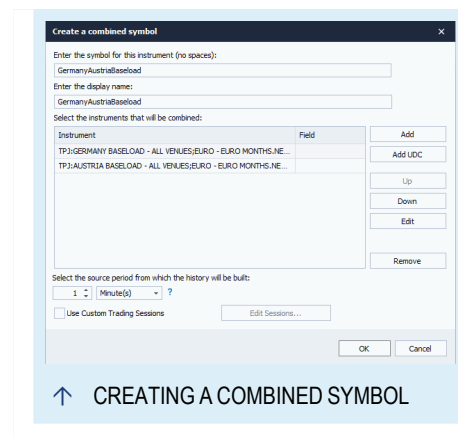 Create a combined symbol
Enter the symbol for this instrument (no spaces):
GermanyAustriaBaseload
Enter the display name:
GermanyAustriaBaseload
Select the instruments that will be combined:
Instrument Field Add
TPJ:GERMANY BASELOAD - ALL VENUES;EURO - EURO MONTHS.NE...
Add UDC
TPJ:AUSTRIA BASELOAD - ALL VENUES;EURO - EURO MONTHS.NE...
Up
Down
Edit
Remove
Select the source period from which the history will be built:
1 Minute(s) ?
Use Custom Trading Sessions Edit Sessions...
OK Cancel
↑ CREATING A COMBINED SYMBOL